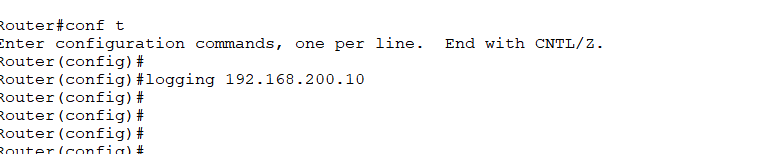 Router#conf t
Enter configuration commands, one per line.  End with CNTL/Z.
Router(config)#
Router(config)#logging 192.168.200.10
Router(config)#
Router(config)#
Router(config)#
Router(config)#